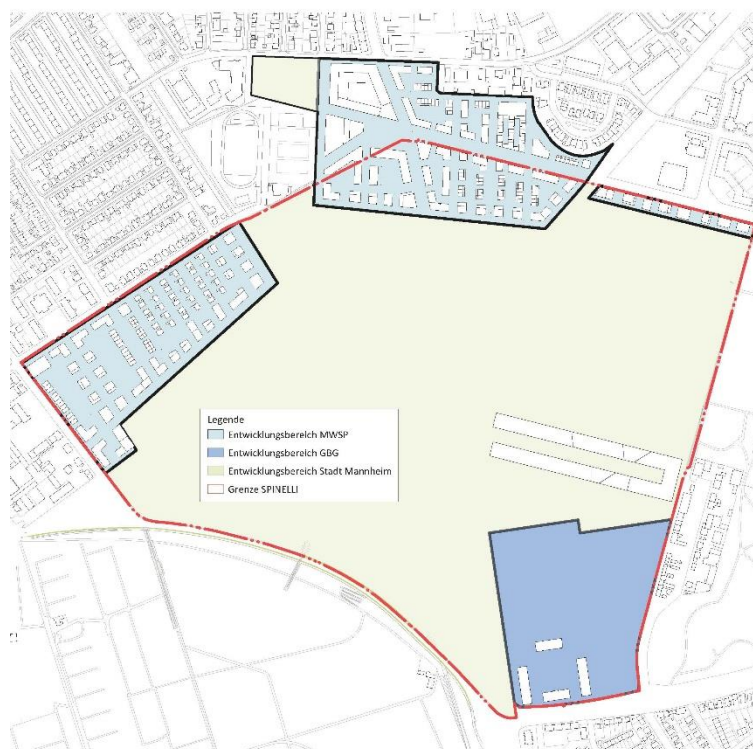 Legende
Entwicklungsbereich MWSP
Entwicklungsbereich GBG
Entwicklungsbereich Stadt Mannheim
Grenze SPINELLI